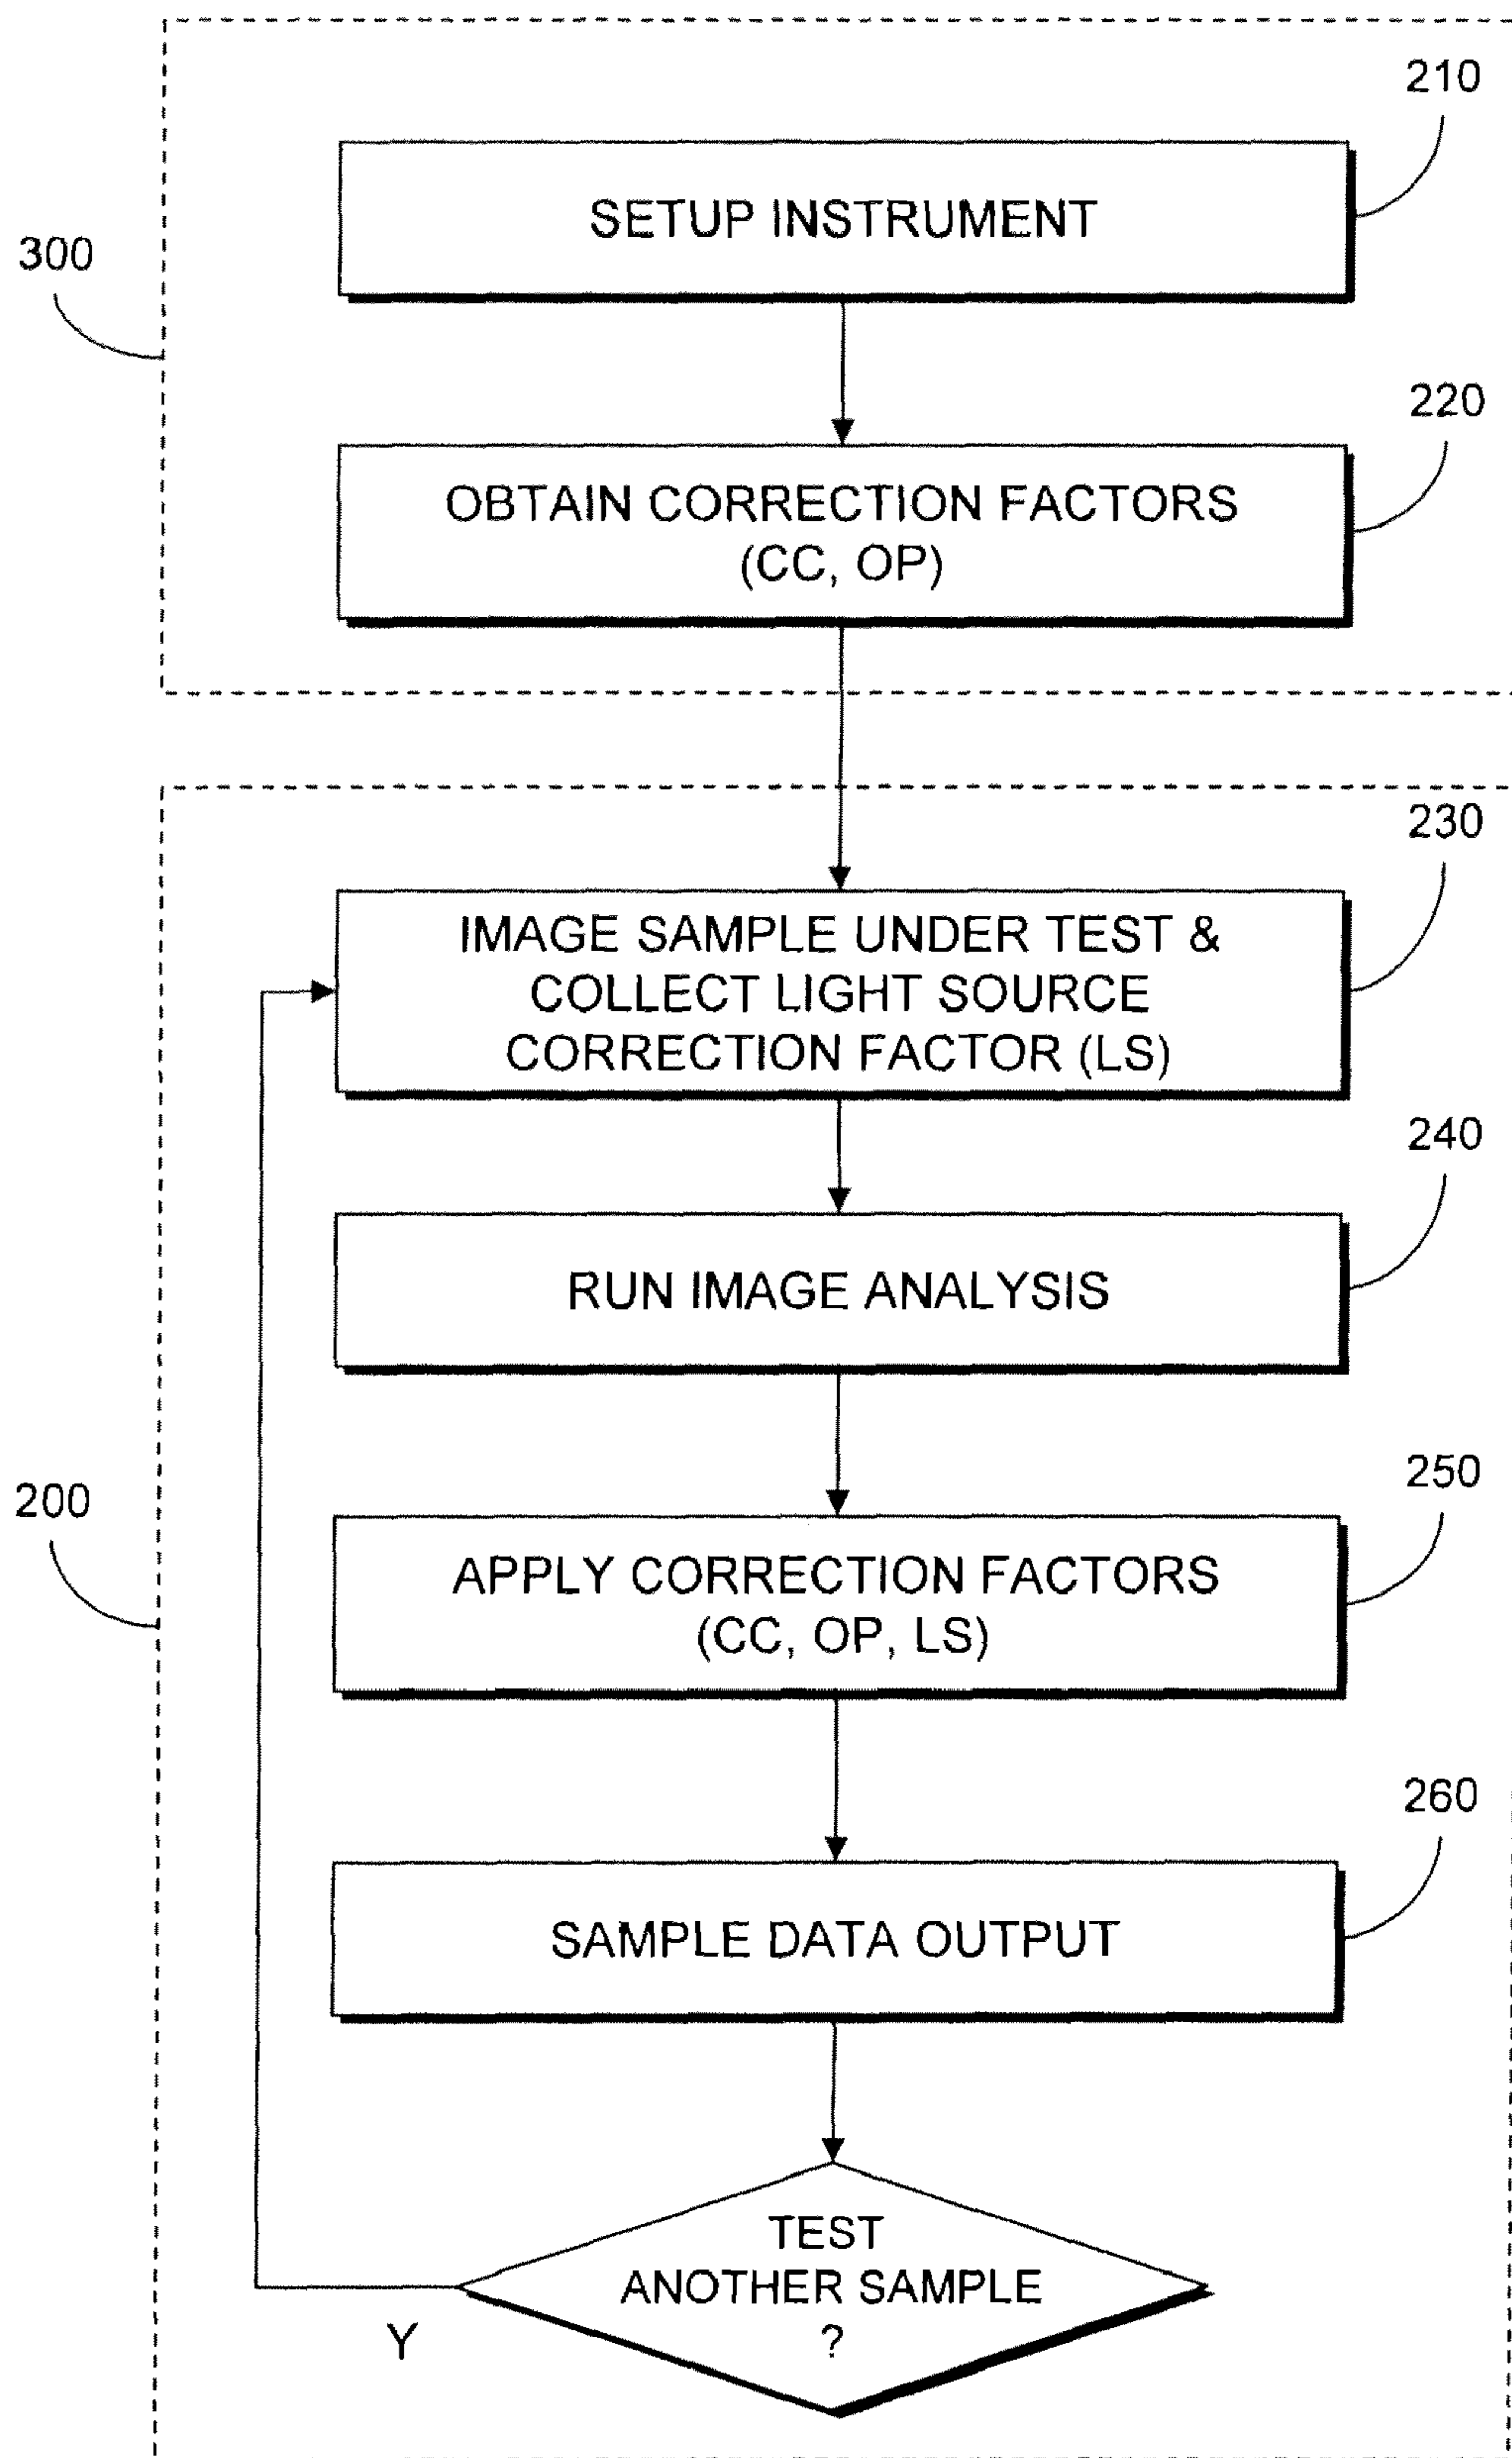 210
SETUP INSTRUMENT
300
220
OBTAIN CORRECTION FACTORS
(CC, OP)
230
IMAGE SAMPLE UNDER TEST &
COLLECT LIGHT SOURCE
CORRECTION FACTOR (LS)
240
RUN IMAGE ANALYSIS
250
200
APPLY CORRECTION FACTORS
(CC, OP, LS)
260
SAMPLE DATA OUTPUT
TEST
ANOTHER SAMPLE
?
Y